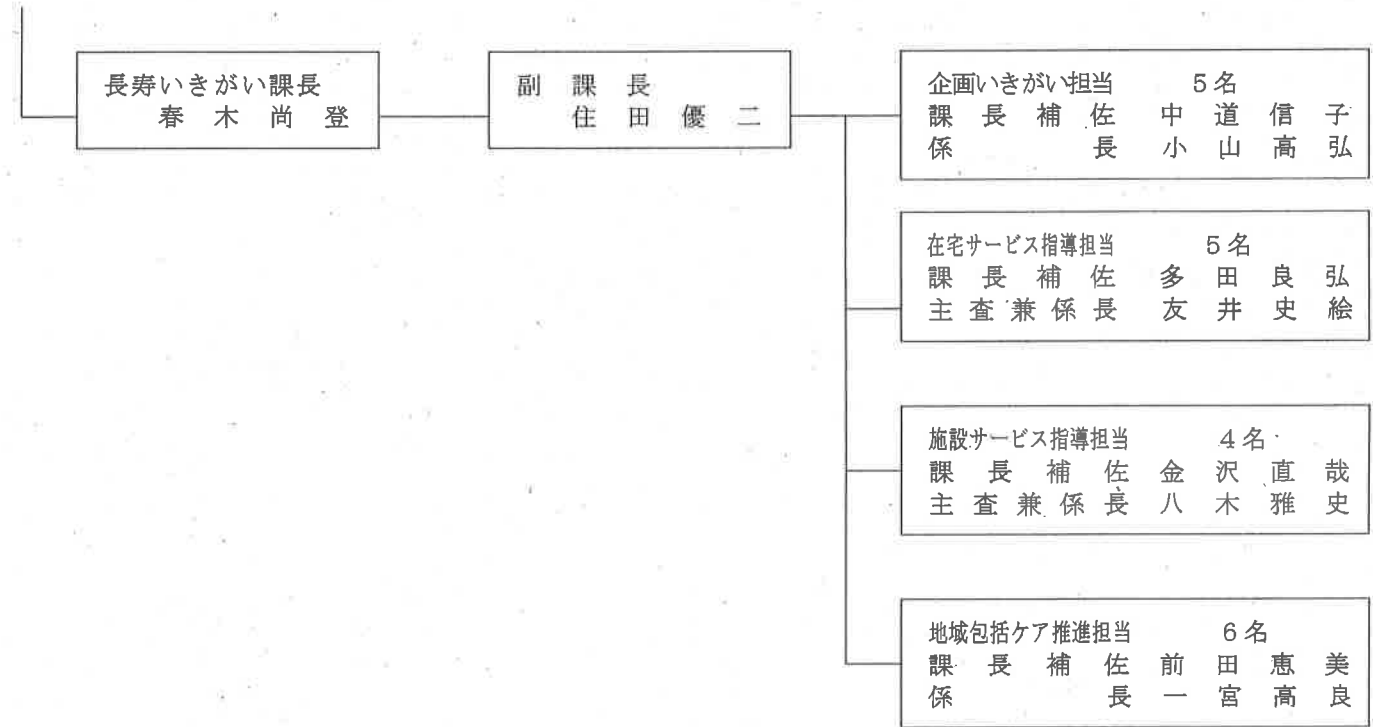 長寿いきがい課長
春木尚登
副課長
住田優二
企画いきがい担当 5名
課長補佐 中道信子
係長 小山高弘
在宅サービス指導担当 5名
課長補佐 多田良弘
主査兼係長 友井史絵
施設サービス指導担当 4名
課長補佐 金沢直哉
主査兼係長 八木雅史
地域包括ケア推進担当 6名
課長補佐 前田恵美
係長 一宮高良